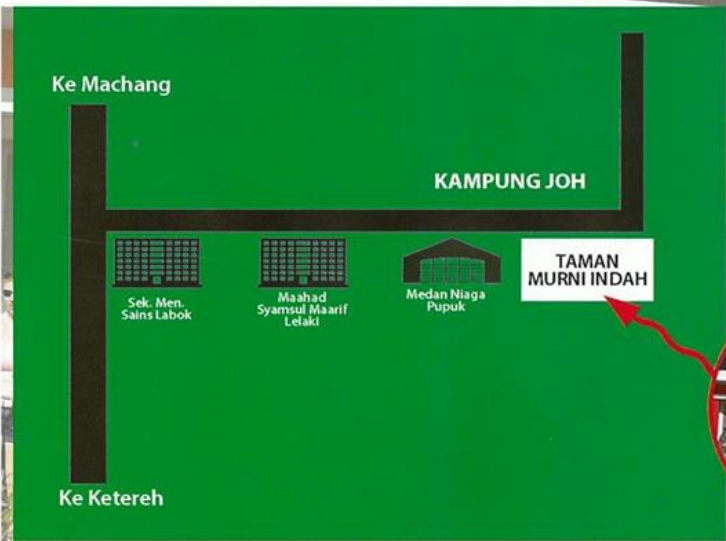 Ke Machang
KAMPUNG JOH
Sek. Men.
Sains Labok
Maahad
Syamsul Maarif
Lelaki
Medan Niaga
Pupuk
TAMAN
MURNI INDAH
Ke Ketereh